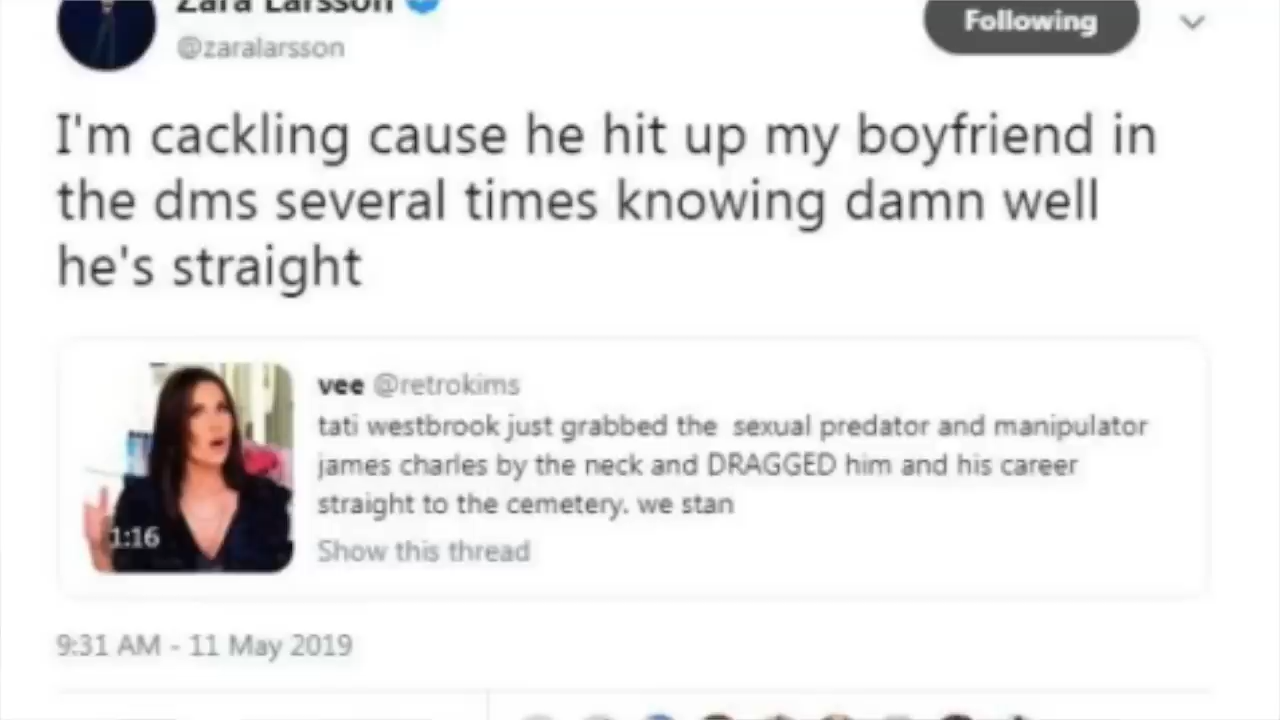 Zara Larsson
@zaralarsson
Following
I'm cackling cause he hit up my boyfriend in
the dms several times knowing damn well
he's straight
vee @retrokims
tati westbrook just grabbed the sexual predator and manipulator
james charles by the neck and DRAGGED him and his career
straight to the cemetery. we stan
Show this thread
1:16
9:31 AM - 11 May 2019